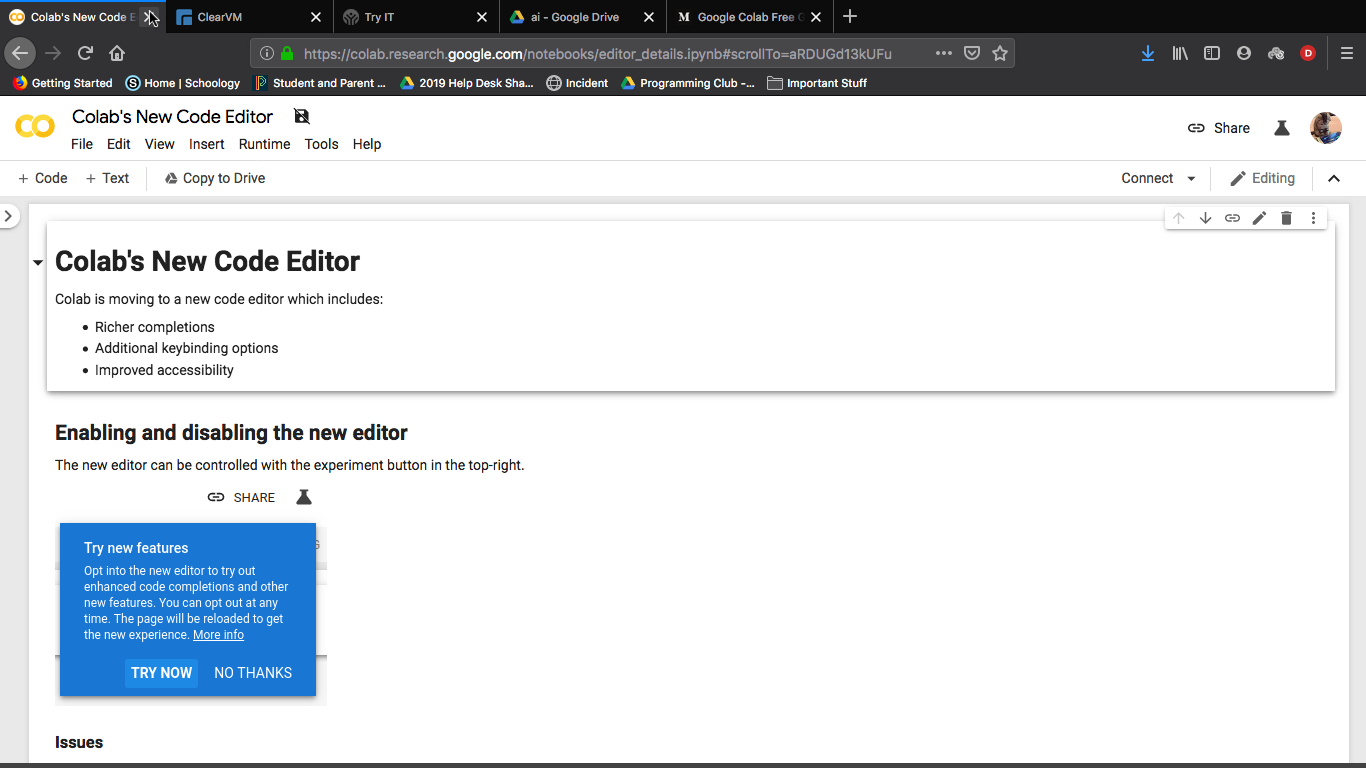 Colab's New Code E
ClearVM
Try IT
ai - Google Drive
M Google Colab Free G
https://colab.research.google.com/notebooks/editor_details.ipynb#scrollTo=aRDUGd13kUFu
D
Getting Started
S Home | Schoology
Student and Parent ...
2019 Help Desk Sha...
Incident
Programming Club -...
Important Stuff
CO
Colab's New Code Editor
Share
File Edit View Insert Runtime Tools Help
+ Code + Text
Copy to Drive
Connect
Editing
Colab's New Code Editor
Colab is moving to a new code editor which includes:
• Richer completions
• Additional keybinding options
• Improved accessibility
Enabling and disabling the new editor
The new editor can be controlled with the experiment button in the top-right.
SHARE
Try new features
G
Opt into the new editor to try out
enhanced code completions and other
new features. You can opt out at any
time. The page will be reloaded to get
the new experience. More info
TRY NOW NO THANKS
Issues